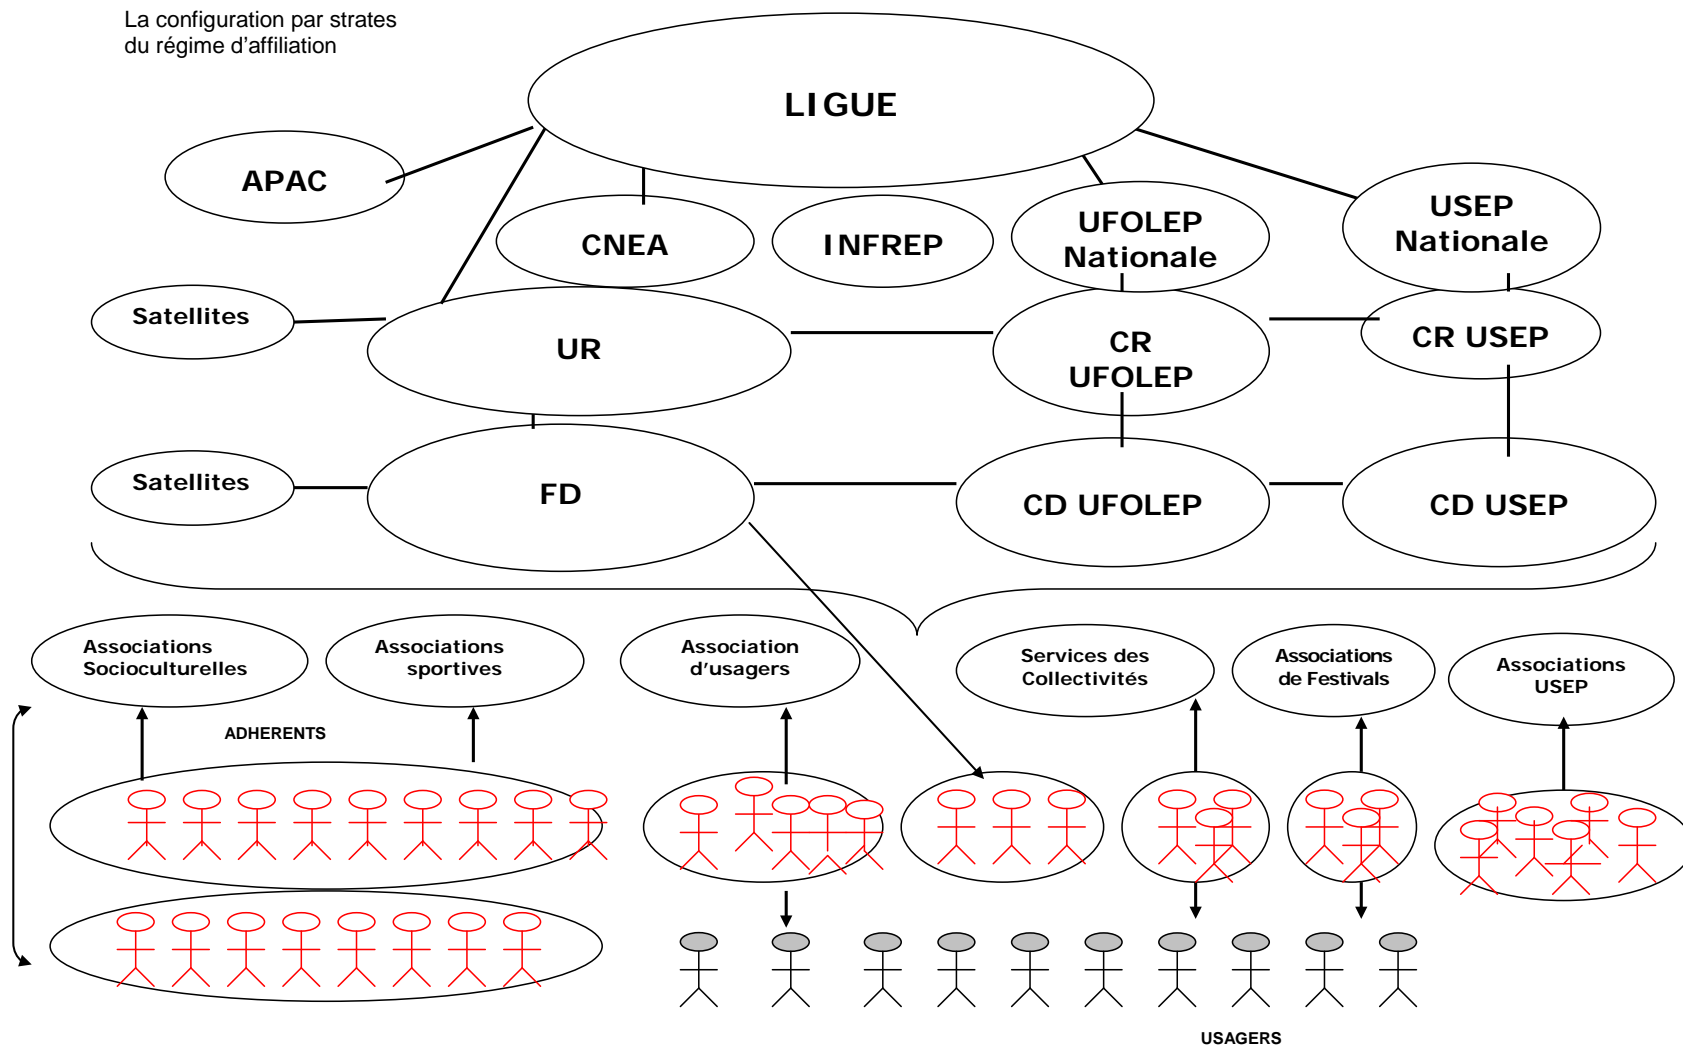 La configuration par strates
du régime d'affiliation
LIGUE
APAC
CNEA
INFREP
UFOLEP
Nationale
USEP
Nationale
Satellites
UR
CR
UFOLEP
CR USEP
Satellites
FD
CD UFOLEP
CD USEP
Associations
Socioculturelles
Associations
sportives
Association
d'usagers
Services des
Collectivités
Associations
de Festivals
Associations
USEP
ADHERENTS
USAGERS